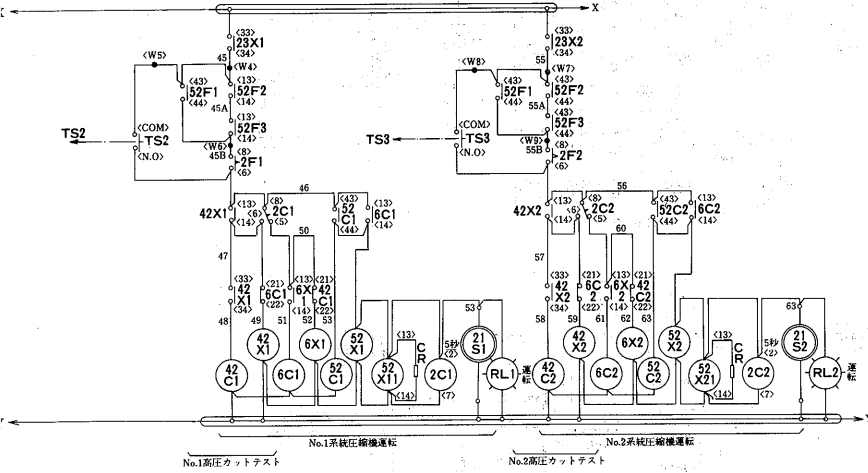 X
X
<33>
23X1
<34>
<W5>
45
<W4>
<43>
52F1
<44>
<13>
52F2
<14>
45A
<13>
52F3
<14>
<COM>
TS2
TS2
<N.O>
<W6>
45B
<8>
2F1
<6>
<33>
23X2
<34>
<W8>
55
<W7>
<43>
52F1
<44>
<43>
52F2
<44>
55A
<43>
52F3
<44>
<COM>
TS3
TS3
<N.O>
<W9>
55B
<8>
2F2
<6>
46
42X1
<13>
<14>
<8>
<6>
2C1
<5>
52
C1
<43>
<44>
6C1
<13>
<14>
50
47
<33>
42
X1
<34>
<21>
6C1
<22>
<13>
6X
1
<14>
<21>
42
C1
<22>
48
49
51
52
53
42
C1
42
X1
6C1
6X1
52
C1
52
X1
52
X11
<13>
CR
<14>
5秒
<2>
2C1
<7>
53
21
S1
RL1
運転
56
42X2
<13>
<14>
<8>
<6>
2C2
<5>
<43>
52
C2
<44>
<13>
6C2
<14>
60
57
<33>
42
X2
<34>
<21>
6C
2
<22>
<13>
6X
2
<14>
<21>
42
C2
<22>
58
59
61
62
63
42
C2
42
X2
6C2
6X2
52
C2
52
X2
52
X21
<13>
CR
<14>
5秒
<2>
2C2
<7>
63
21
S2
RL2
運転
Y
No.1系統圧縮機運転
No.2系統圧縮機運転
No.1高圧カットテスト
No.2高圧カットテスト